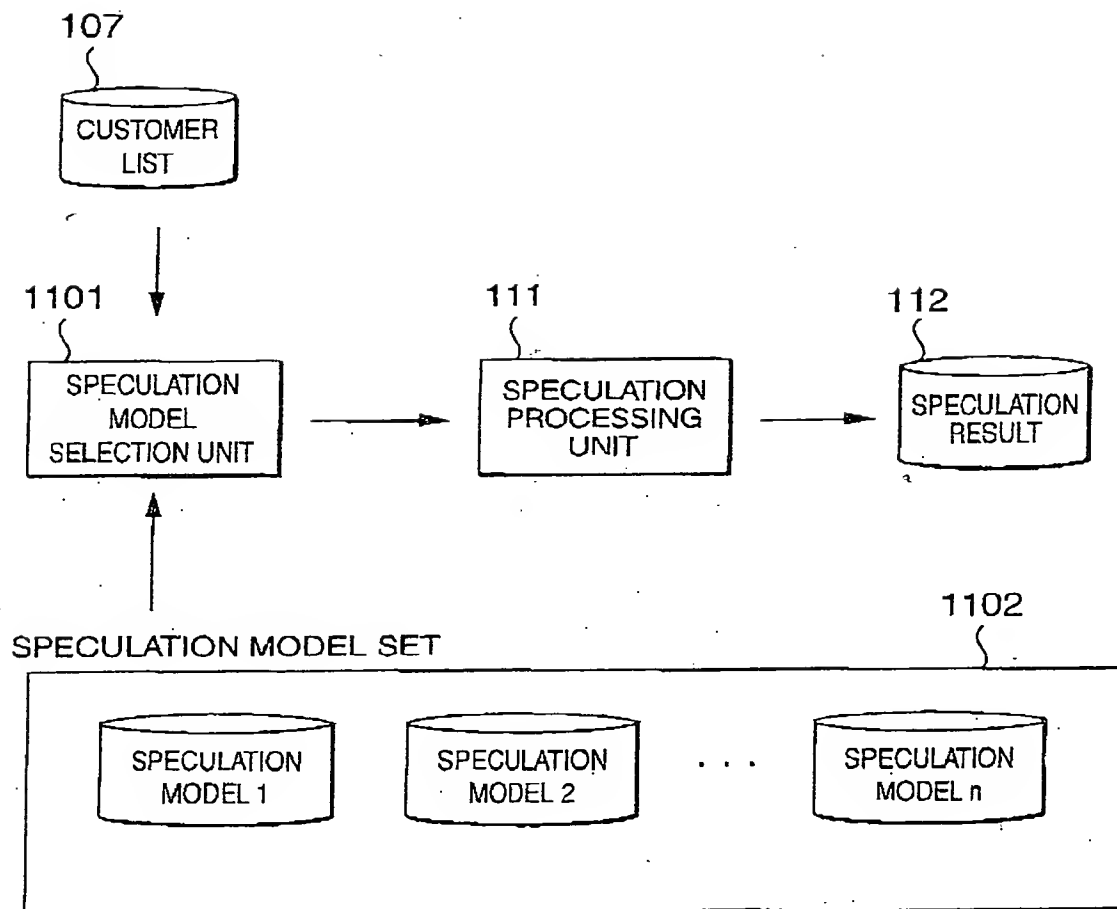 107
CUSTOMER
LIST
1101
111
112
SPECULATION
MODEL
SELECTION UNIT
SPECULATION
PROCESSING
UNIT
SPECULATION
RESULT
1102
SPECULATION MODEL SET
SPECULATION
MODEL 1
SPECULATION
MODEL 2
. . .
SPECULATION
MODEL n